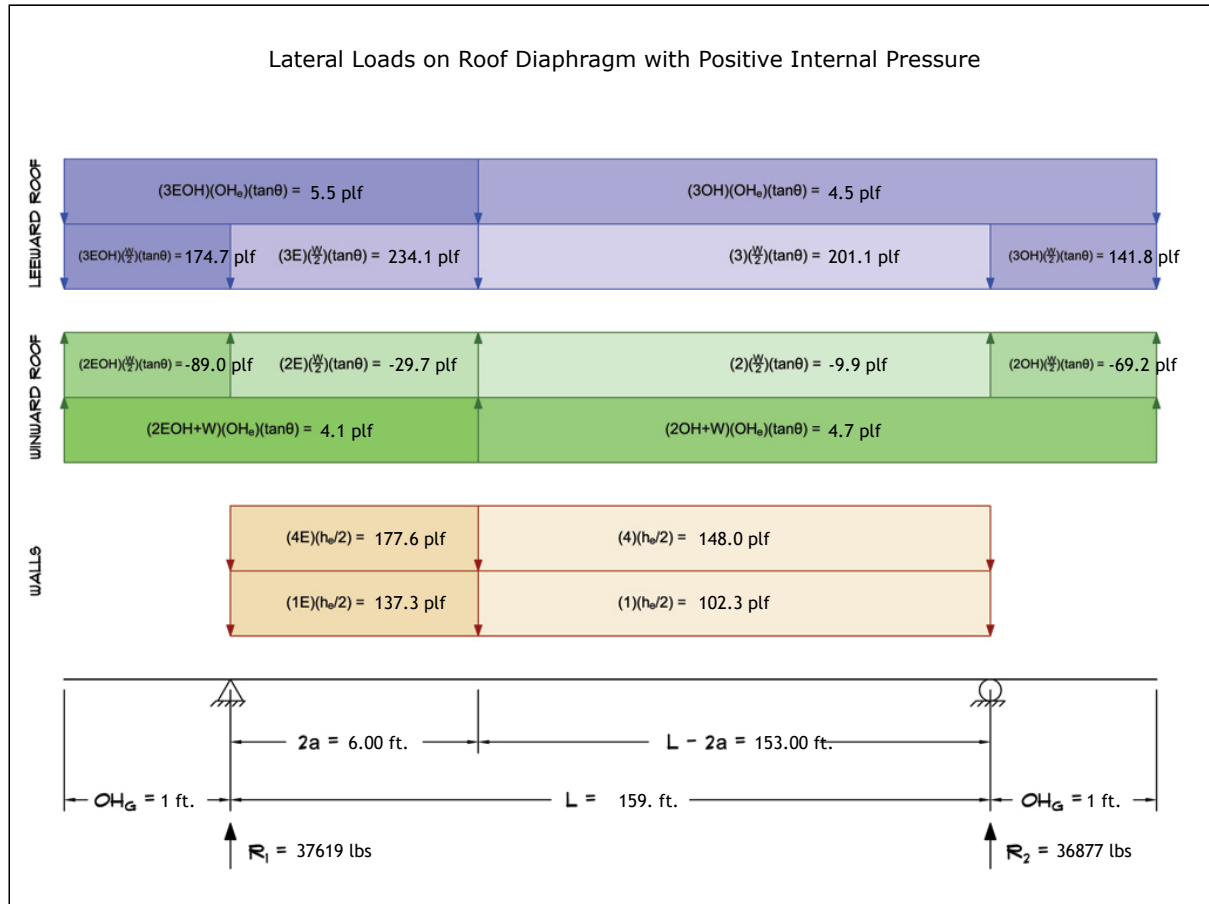 Lateral Loads on Roof Diaphragm with Positive Internal Pressure
LEEWARD ROOF
(3EOH)(OHₑ)(tanθ) = 5.5 plf
(3OH)(OHₑ)(tanθ) = 4.5 plf
(3EOH)(W/2)(tanθ) = 174.7 plf
(3E)(W/2)(tanθ) = 234.1 plf
(3)(W/2)(tanθ) = 201.1 plf
(3OH)(W/2)(tanθ) = 141.8 plf
WINWARD ROOF
(2EOH)(W/2)(tanθ) = -89.0 plf
(2E)(W/2)(tanθ) = -29.7 plf
(2)(W/2)(tanθ) = -9.9 plf
(2OH)(W/2)(tanθ) = -69.2 plf
(2EOH+W)(OHₑ)(tanθ) = 4.1 plf
(2OH+W)(OHₑ)(tanθ) = 4.7 plf
WALLS
(4E)(hₑ/2) = 177.6 plf
(4)(hₑ/2) = 148.0 plf
(1E)(hₑ/2) = 137.3 plf
(1)(hₑ/2) = 102.3 plf
2a = 6.00 ft.
L - 2a = 153.00 ft.
OH_G = 1 ft.
L = 159. ft.
OH_G = 1 ft.
R₁ = 37619 lbs
R₂ = 36877 lbs